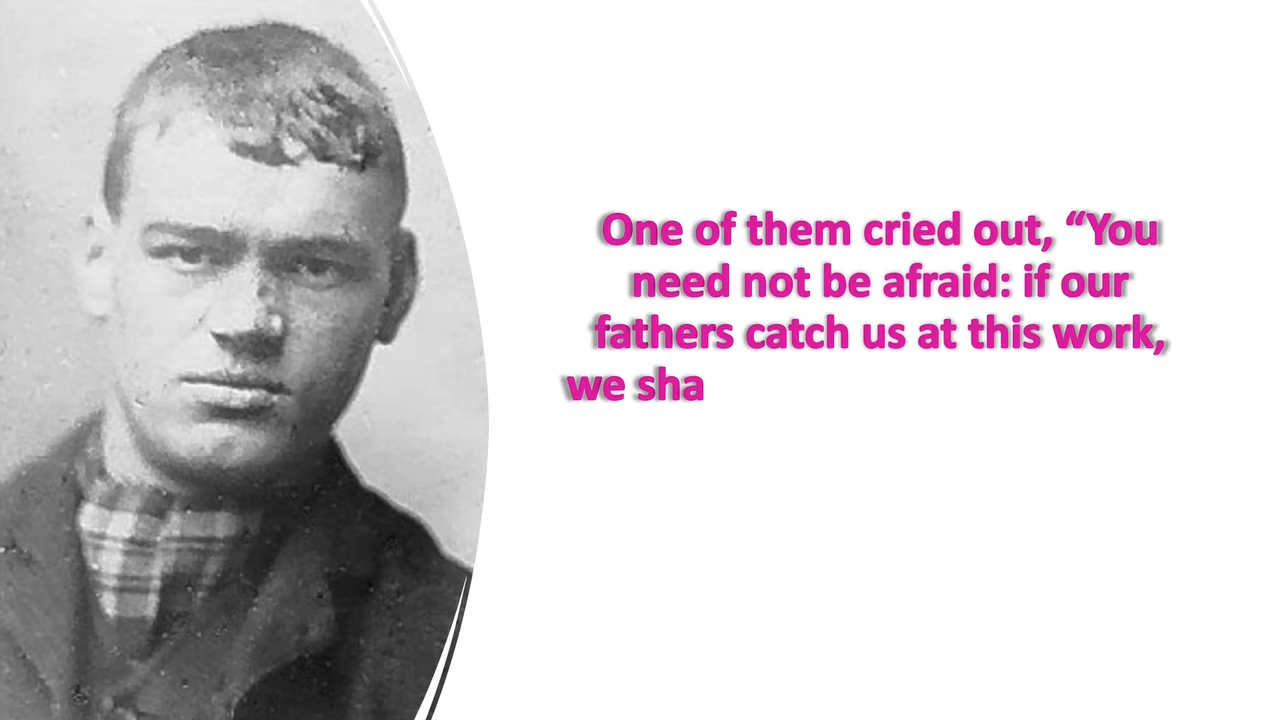 One of them cried out, “You
need not be afraid: if our
fathers catch us at this work,
we sha